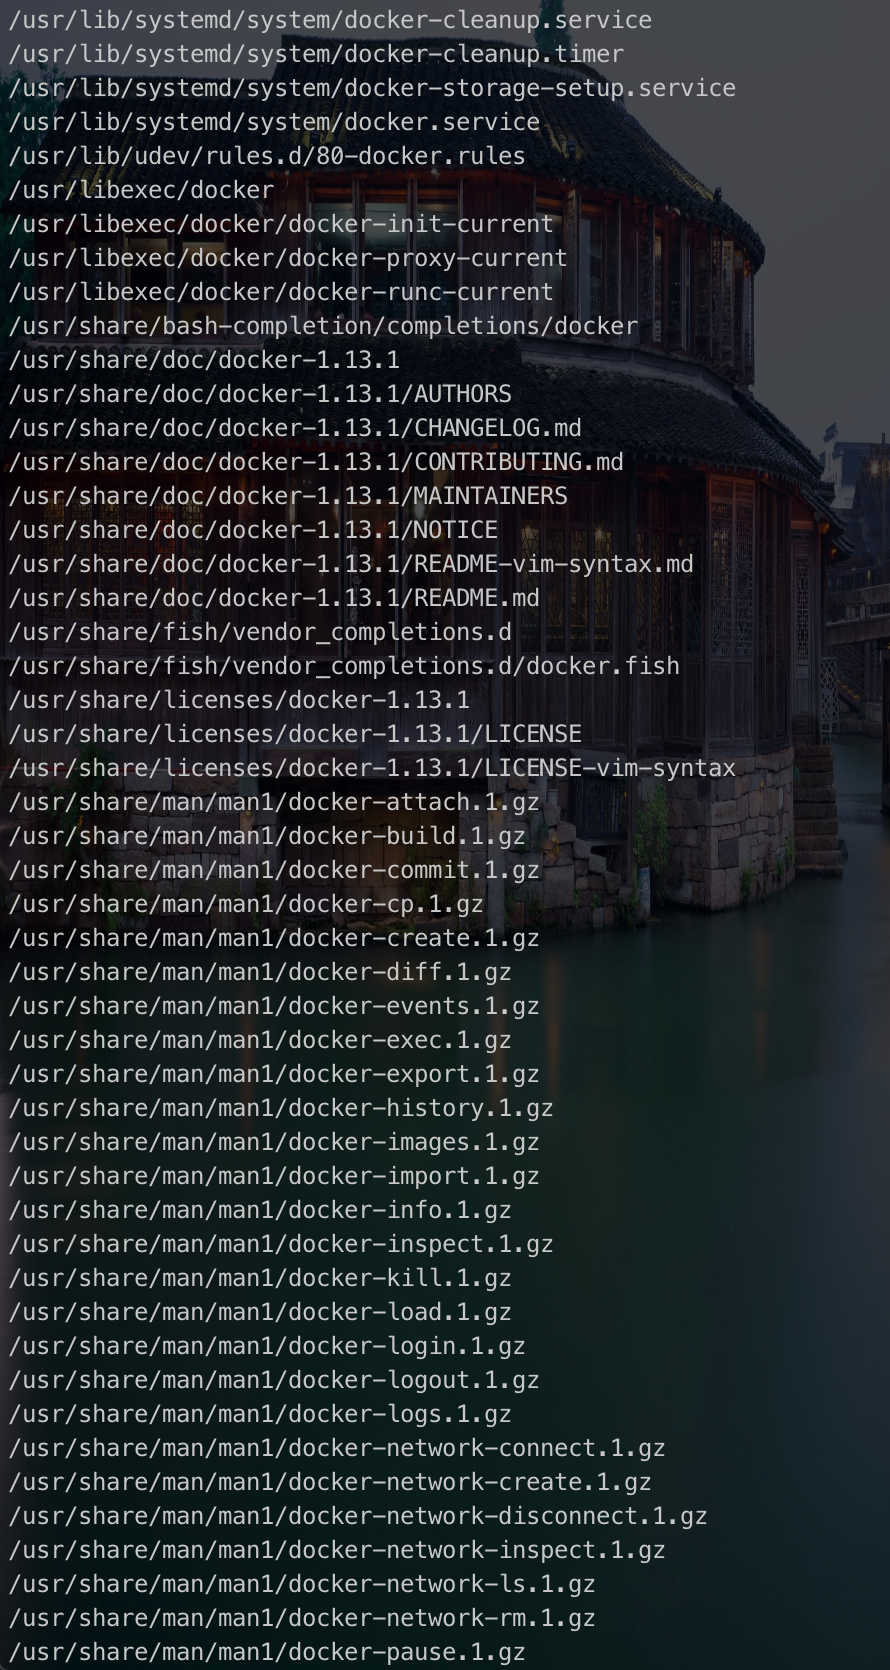 /usr/lib/systemd/system/docker-cleanup.service
/usr/lib/systemd/system/docker-cleanup.timer
/usr/lib/systemd/system/docker-storage-setup.service
/usr/lib/systemd/system/docker.service
/usr/lib/udev/rules.d/80-docker.rules
/usr/libexec/docker
/usr/libexec/docker/docker-init-current
/usr/libexec/docker/docker-proxy-current
/usr/libexec/docker/docker-runc-current
/usr/share/bash-completion/completions/docker
/usr/share/doc/docker-1.13.1
/usr/share/doc/docker-1.13.1/AUTHORS
/usr/share/doc/docker-1.13.1/CHANGELOG.md
/usr/share/doc/docker-1.13.1/CONTRIBUTING.md
/usr/share/doc/docker-1.13.1/MAINTAINERS
/usr/share/doc/docker-1.13.1/NOTICE
/usr/share/doc/docker-1.13.1/README-vim-syntax.md
/usr/share/doc/docker-1.13.1/README.md
/usr/share/fish/vendor_completions.d
/usr/share/fish/vendor_completions.d/docker.fish
/usr/share/licenses/docker-1.13.1
/usr/share/licenses/docker-1.13.1/LICENSE
/usr/share/licenses/docker-1.13.1/LICENSE-vim-syntax
/usr/share/man/man1/docker-attach.1.gz
/usr/share/man/man1/docker-build.1.gz
/usr/share/man/man1/docker-commit.1.gz
/usr/share/man/man1/docker-cp.1.gz
/usr/share/man/man1/docker-create.1.gz
/usr/share/man/man1/docker-diff.1.gz
/usr/share/man/man1/docker-events.1.gz
/usr/share/man/man1/docker-exec.1.gz
/usr/share/man/man1/docker-export.1.gz
/usr/share/man/man1/docker-history.1.gz
/usr/share/man/man1/docker-images.1.gz
/usr/share/man/man1/docker-import.1.gz
/usr/share/man/man1/docker-info.1.gz
/usr/share/man/man1/docker-inspect.1.gz
/usr/share/man/man1/docker-kill.1.gz
/usr/share/man/man1/docker-load.1.gz
/usr/share/man/man1/docker-login.1.gz
/usr/share/man/man1/docker-logout.1.gz
/usr/share/man/man1/docker-logs.1.gz
/usr/share/man/man1/docker-network-connect.1.gz
/usr/share/man/man1/docker-network-create.1.gz
/usr/share/man/man1/docker-network-disconnect.1.gz
/usr/share/man/man1/docker-network-inspect.1.gz
/usr/share/man/man1/docker-network-ls.1.gz
/usr/share/man/man1/docker-network-rm.1.gz
/usr/share/man/man1/docker-pause.1.gz